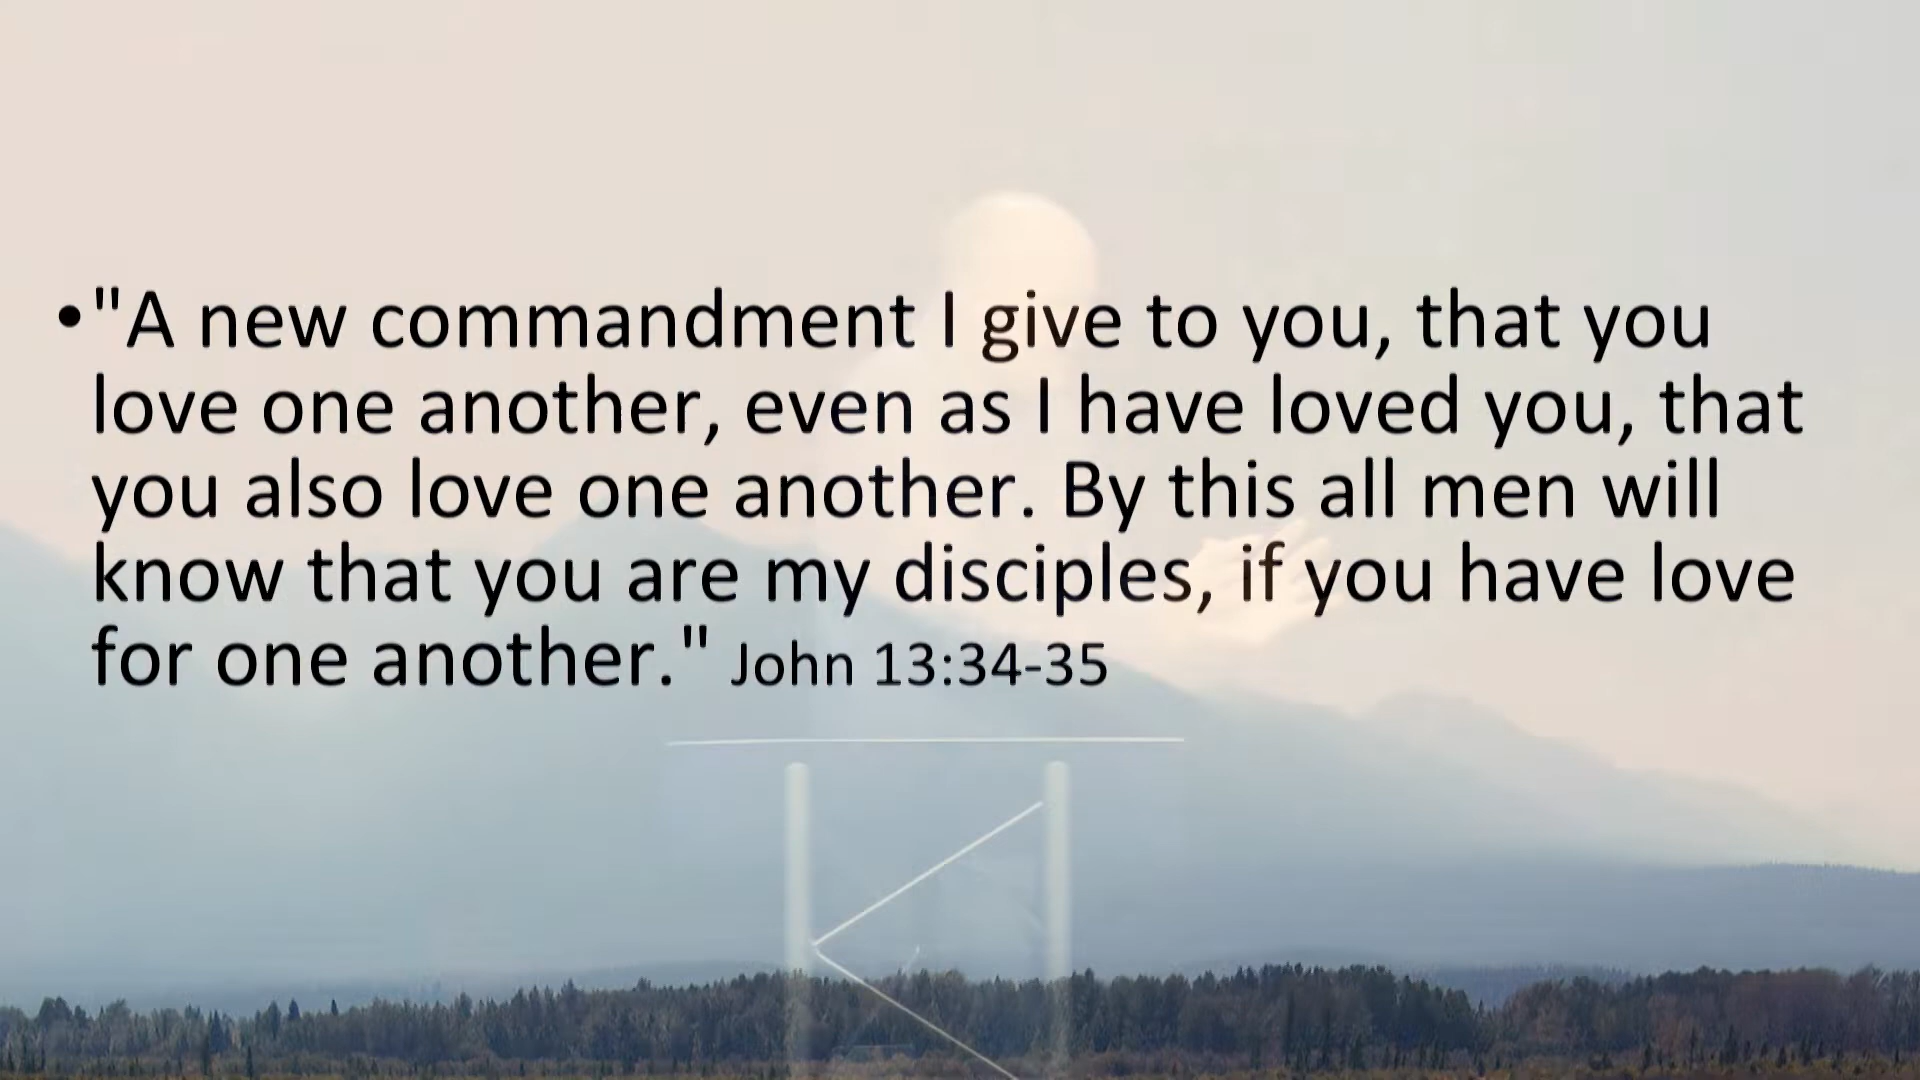 •"A new commandment I give to you, that you
love one another, even as I have loved you, that
you also love one another. By this all men will
know that you are my disciples, if you have love
for one another." John 13:34-35